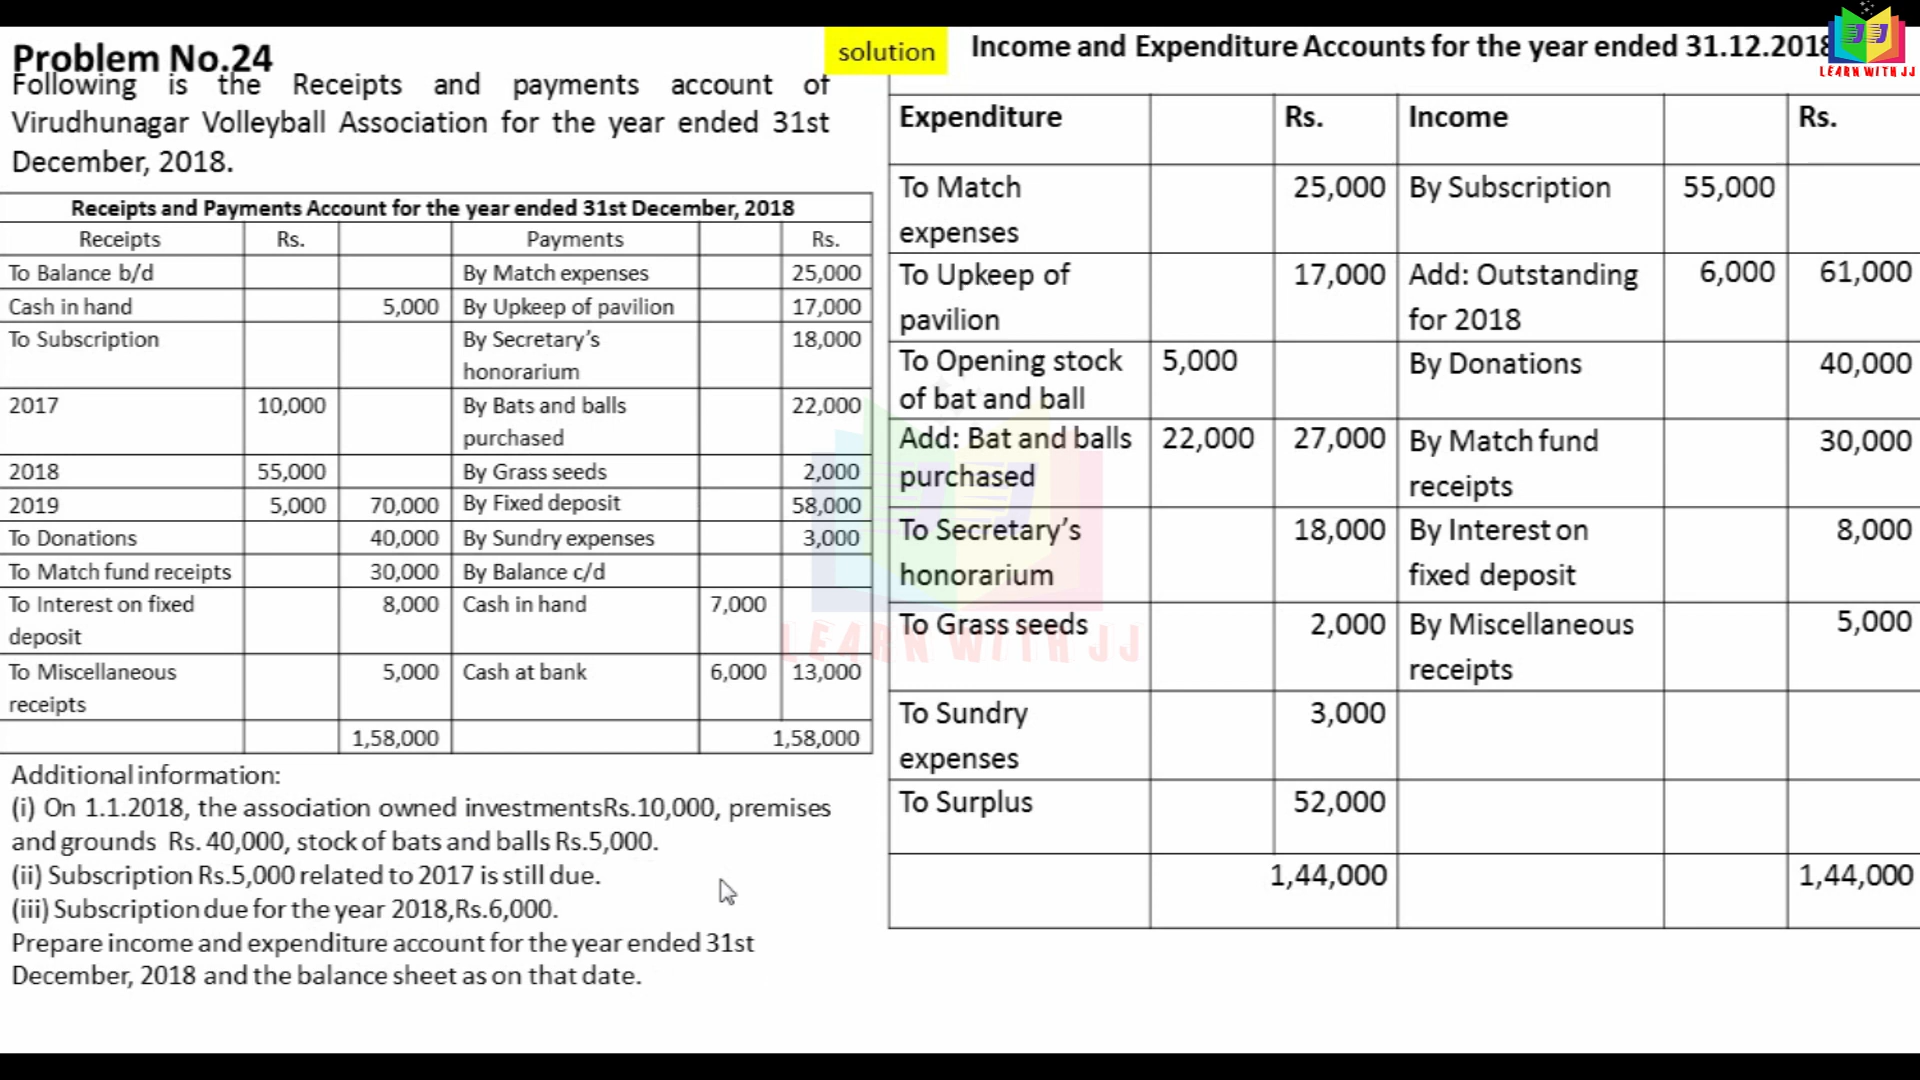 Problem No.24
Following is the Receipts and payments account of
Virudhunagar Volleyball Association for the year ended 31st
December, 2018.
Receipts and Payments Account for the year ended 31st December, 2018
Receipts Rs. Payments Rs.
To Balance b/d By Match expenses 25,000
Cash in hand 5,000 By Upkeep of pavilion 17,000
To Subscription By Secretary’s 18,000
honorarium
2017 10,000 By Bats and balls 22,000
purchased
2018 55,000 By Grass seeds 2,000
2019 5,000 70,000 By Fixed deposit 58,000
To Donations 40,000 By Sundry expenses 3,000
To Match fund receipts 30,000 By Balance c/d
To Interest on fixed 8,000 Cash in hand 7,000
deposit
To Miscellaneous 5,000 Cash at bank 6,000 13,000
receipts
1,58,000 1,58,000
Additional information:
(i) On 1.1.2018, the association owned investmentsRs.10,000, premises
and grounds Rs. 40,000, stock of bats and balls Rs.5,000.
(ii) Subscription Rs.5,000 related to 2017 is still due.
(iii) Subscription due for the year 2018,Rs.6,000.
Prepare income and expenditure account for the year ended 31st
December, 2018 and the balance sheet as on that date.
solution
Income and Expenditure Accounts for the year ended 31.12.2018
Expenditure Rs. Income Rs.
To Match 25,000 By Subscription 55,000
expenses
To Upkeep of 17,000 Add: Outstanding 6,000 61,000
pavilion for 2018
To Opening stock 5,000 By Donations 40,000
of bat and ball
Add: Bat and balls 22,000 27,000 By Match fund 30,000
purchased receipts
To Secretary’s 18,000 By Interest on 8,000
honorarium fixed deposit
To Grass seeds 2,000 By Miscellaneous 5,000
receipts
To Sundry 3,000
expenses
To Surplus 52,000
1,44,000 1,44,000
LEARN WITH JJ
LEARN WITH JJ